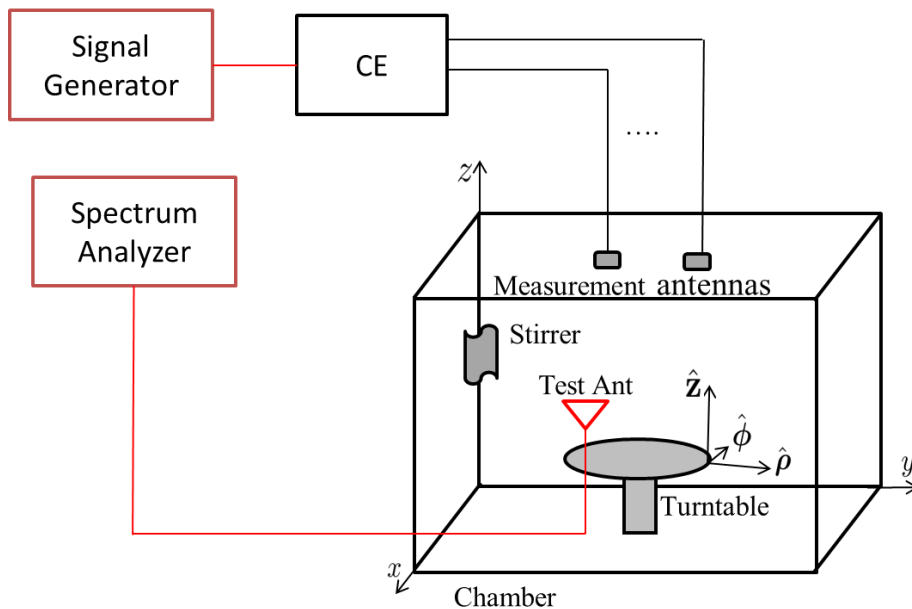 Signal
Generator
CE
....
Spectrum
Analyzer
z
Measurement antennas
Stirrer
Test Ant
ẑ
ϕ̂
ρ̂
y
Turntable
x
Chamber